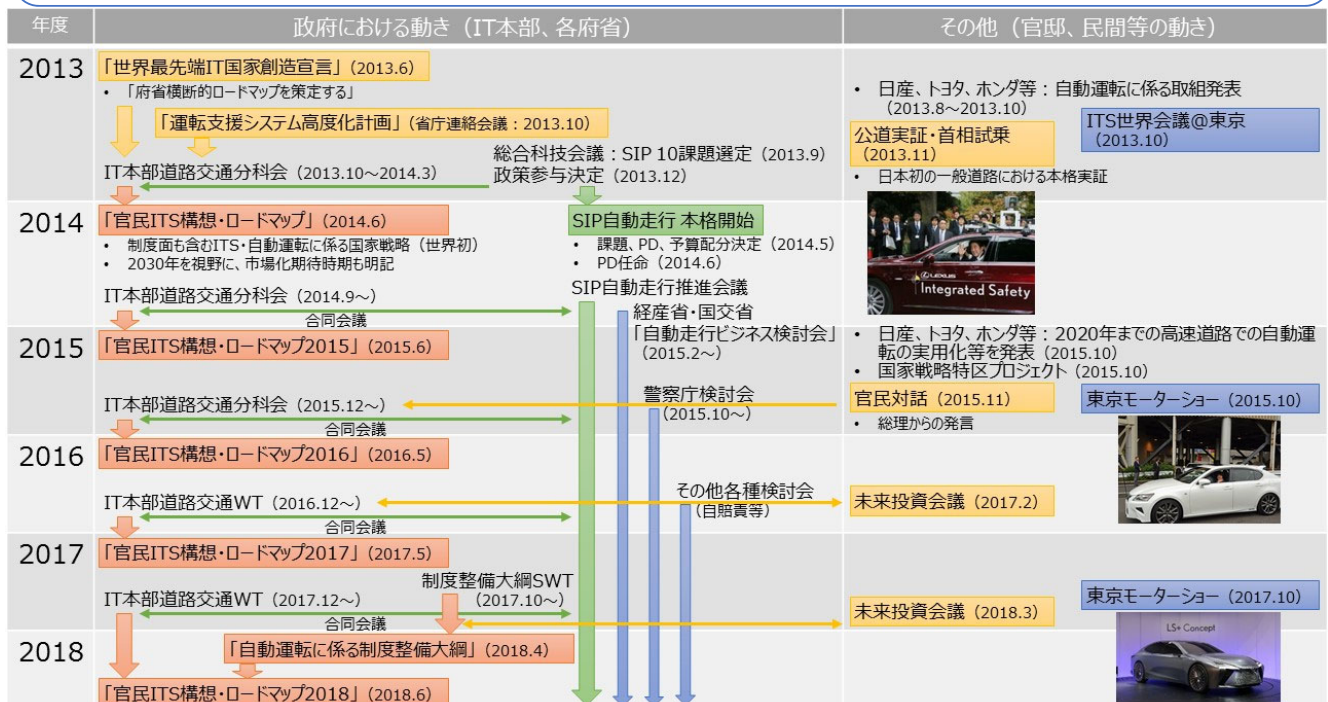 年度
政府における動き（IT本部、各府省）
その他（官邸、民間等の動き）
2013
「世界最先端IT国家創造宣言」（2013.6）
• 「府省横断的ロードマップを策定する」
「運転支援システム高度化計画」（省庁連絡会議：2013.10）
総合科技会議：SIP 10課題選定（2013.9）
政策参与決定（2013.12）
IT本部道路交通分科会（2013.10～2014.3）
• 日産、トヨタ、ホンダ等：自動運転に係る取組発表
（2013.8～2013.10）
公道実証・首相試乗
（2013.11）
• 日本初の一般道路における本格実証
ITS世界会議@東京
（2013.10）
2014
「官民ITS構想・ロードマップ」（2014.6）
• 制度面も含むITS・自動運転に係る国家戦略（世界初）
• 2030年を視野に、市場化期待時期も明記
SIP自動走行 本格開始
• 課題、PD、予算配分決定（2014.5）
• PD任命（2014.6）
SIP自動走行推進会議
IT本部道路交通分科会（2014.9～）
合同会議
経産省・国交省
「自動走行ビジネス検討会」
（2015.2～）
LEXUS
Integrated Safety
2015
「官民ITS構想・ロードマップ2015」（2015.6）
• 日産、トヨタ、ホンダ等：2020年までの高速道路での自動運
転の実用化等を発表（2015.10）
• 国家戦略特区プロジェクト（2015.10）
警察庁検討会
（2015.10～）
IT本部道路交通分科会（2015.12～）
合同会議
官民対話（2015.11）
• 総理からの発言
東京モーターショー（2015.10）
2016
「官民ITS構想・ロードマップ2016」（2016.5）
その他各種検討会
（自賠責等）
IT本部道路交通WT（2016.12～）
合同会議
未来投資会議（2017.2）
2017
「官民ITS構想・ロードマップ2017」（2017.5）
制度整備大綱SWT
（2017.10～）
IT本部道路交通WT（2017.12～）
合同会議
未来投資会議（2018.3）
東京モーターショー（2017.10）
LS+ Concept
2018
「自動運転に係る制度整備大綱」（2018.4）
「官民ITS構想・ロードマップ2018」（2018.6）